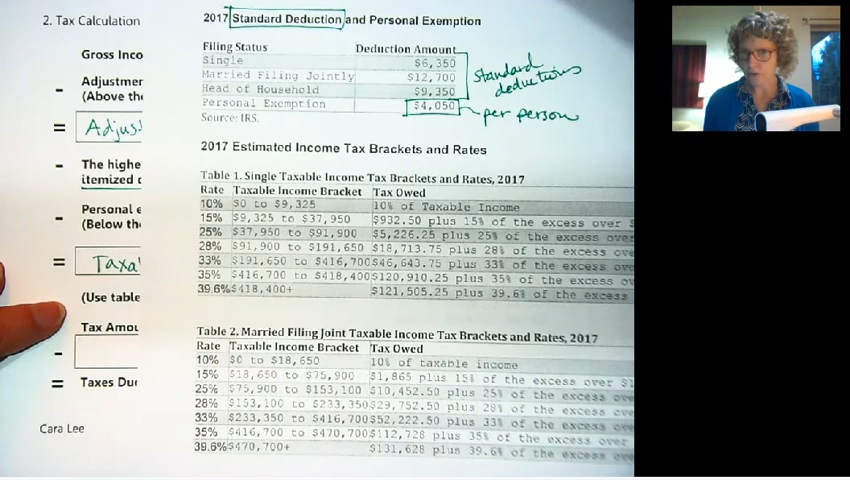 2. Tax Calculation
Gross Inco
- Adjustmer
(Above the
= Adjus
- The highe
itemized d
- Personal e
(Below the
= Taxa
(Use table
Tax Amou
-
= Taxes Du
Cara Lee
2017 Standard Deduction and Personal Exemption
Filing Status Deduction Amount
Single $6,350
Married Filing Jointly $12,700
Head of Household $9,350
Personal Exemption $4,050
Source: IRS.
standard
deductions
per person
2017 Estimated Income Tax Brackets and Rates
Table 1. Single Taxable Income Tax Brackets and Rates, 2017
Rate Taxable Income Bracket Tax Owed
10% $0 to $9,325 10% of Taxable Income
15% $9,325 to $37,950 $932.50 plus 15% of the excess over $
25% $37,950 to $91,900 $5,226.25 plus 25% of the excess over
28% $91,900 to $191,650 $18,713.75 plus 28% of the excess over
33% $191,650 to $416,700 $46,643.75 plus 33% of the excess over
35% $416,700 to $418,400 $120,910.25 plus 35% of the excess over
39.6% $418,400+ $121,505.25 plus 39.6% of the excess
Table 2. Married Filing Joint Taxable Income Tax Brackets and Rates, 2017
Rate Taxable Income Bracket Tax Owed
10% $0 to $18,650 10% of taxable income
15% $18,650 to $75,900 $1,865 plus 15% of the excess over $1
25% $75,900 to $153,100 $10,452.50 plus 25% of the excess over
28% $153,100 to $233,350 $29,752.50 plus 28% of the excess ove
33% $233,350 to $416,700 $52,222.50 plus 33% of the excess ove
35% $416,700 to $470,700 $112,728 plus 35% of the excess over
39.6% $470,700+ $131,628 plus 39.6% of the excess ove